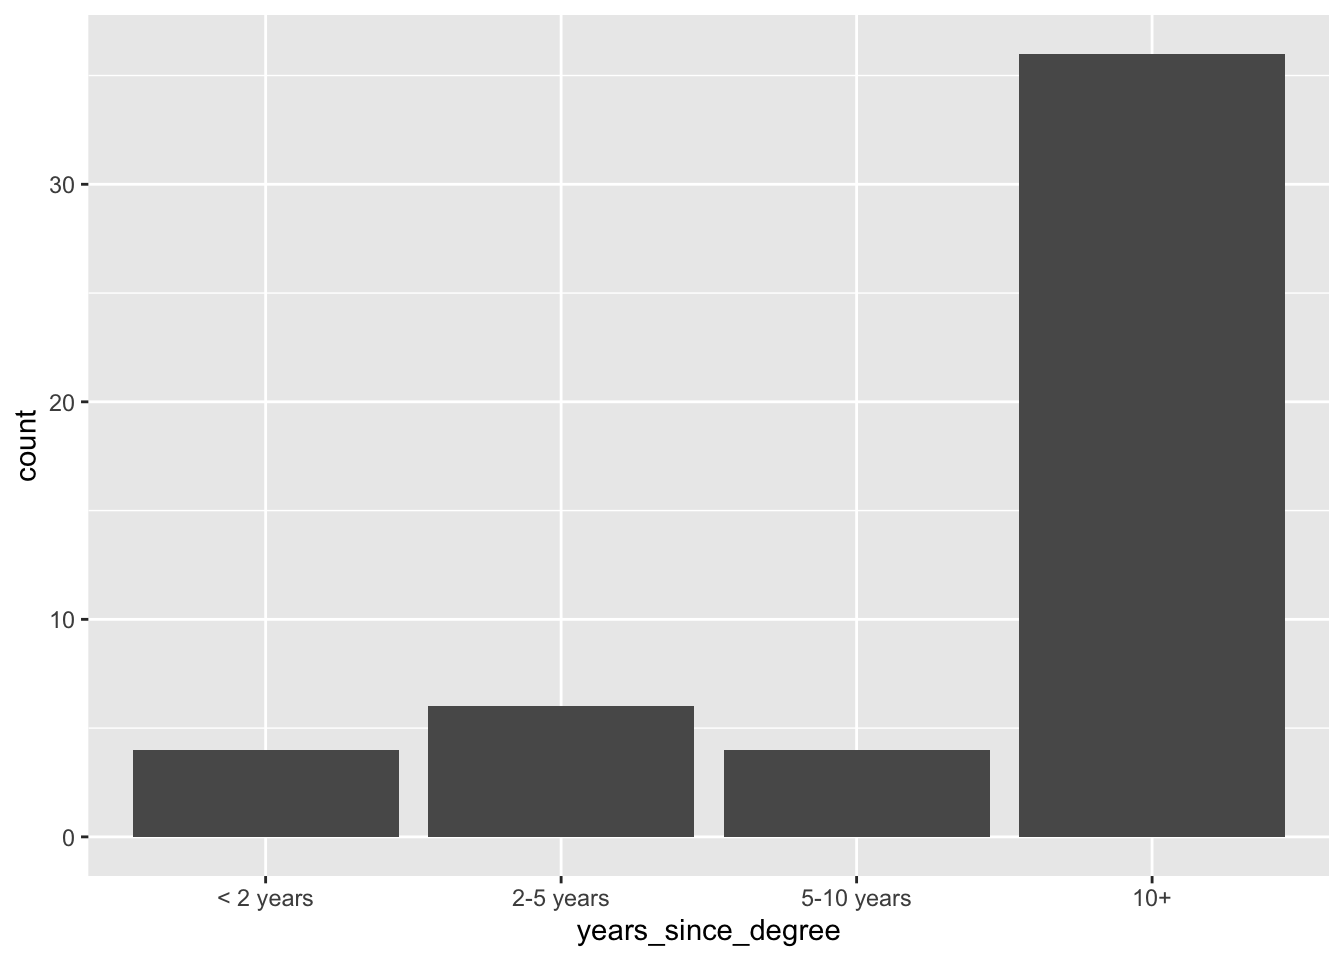 count
30
20
10
0
< 2 years
2-5 years
5-10 years
10+
years_since_degree